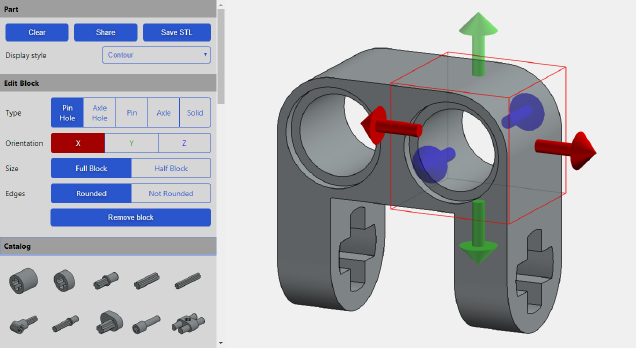 Part
Clear Share Save STL
Display style Contour
Edit Block
Type Pin Hole Axle Hole Pin Axle Solid
Orientation X Y Z
Size Full Block Half Block
Edges Rounded Not Rounded
Remove block
Catalog